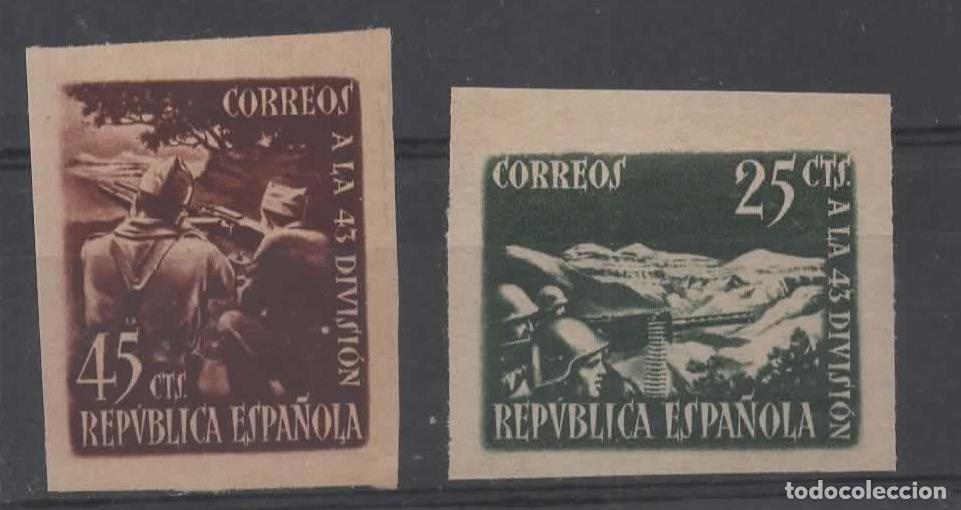 CORREOS
A LA 43 DIVISIÓN
45 CTS.
REPVBLICA ESPAÑOLA
CORREOS
25 CTS.
A LA 43 DIVISIÓN
REPVBLICA ESPAÑOLA
todocoleccion